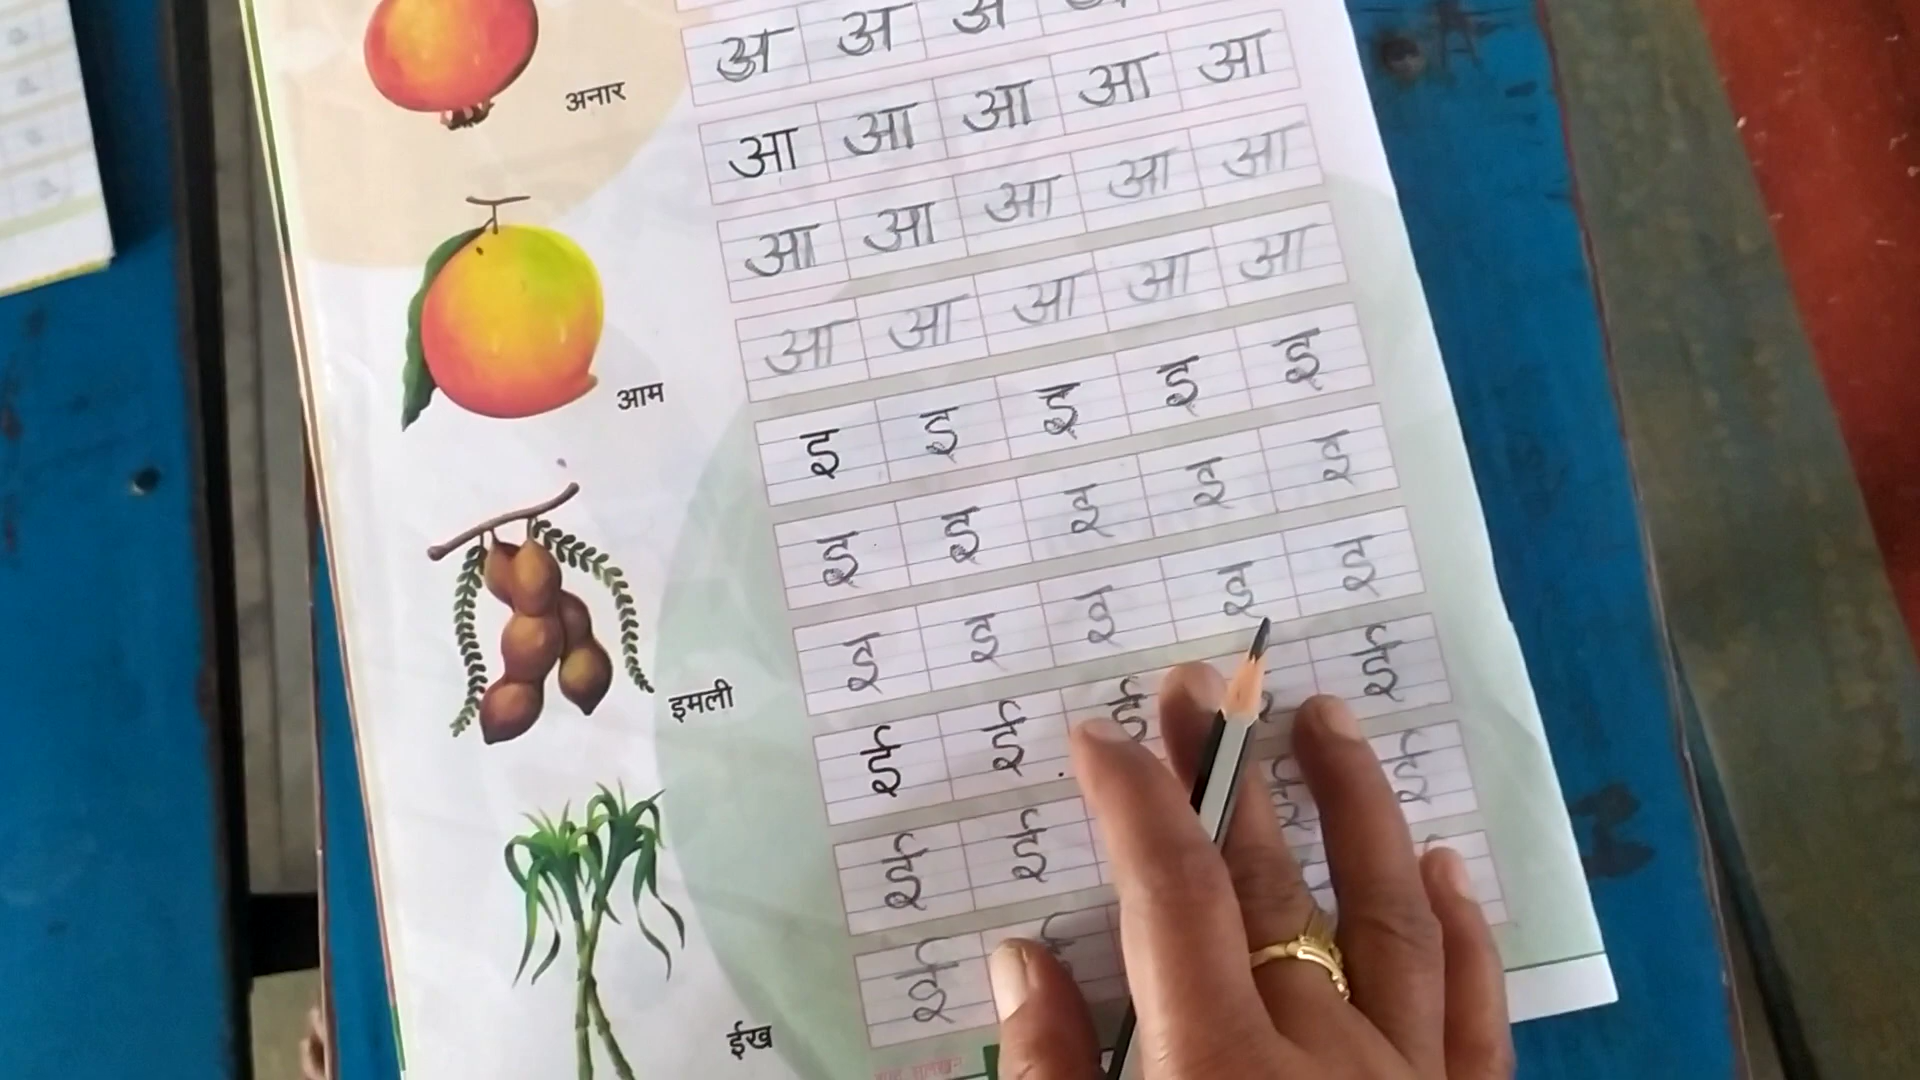 अ अ अ
अनार
आ आ आ आ आ
आ आ आ आ आ
आ आ आ आ आ
आम
इ इ इ इ इ
इ इ इ इ इ
इ इ इ इ इ
इमली
ई ई ई ई
ई ई ई ई
ई
ईख